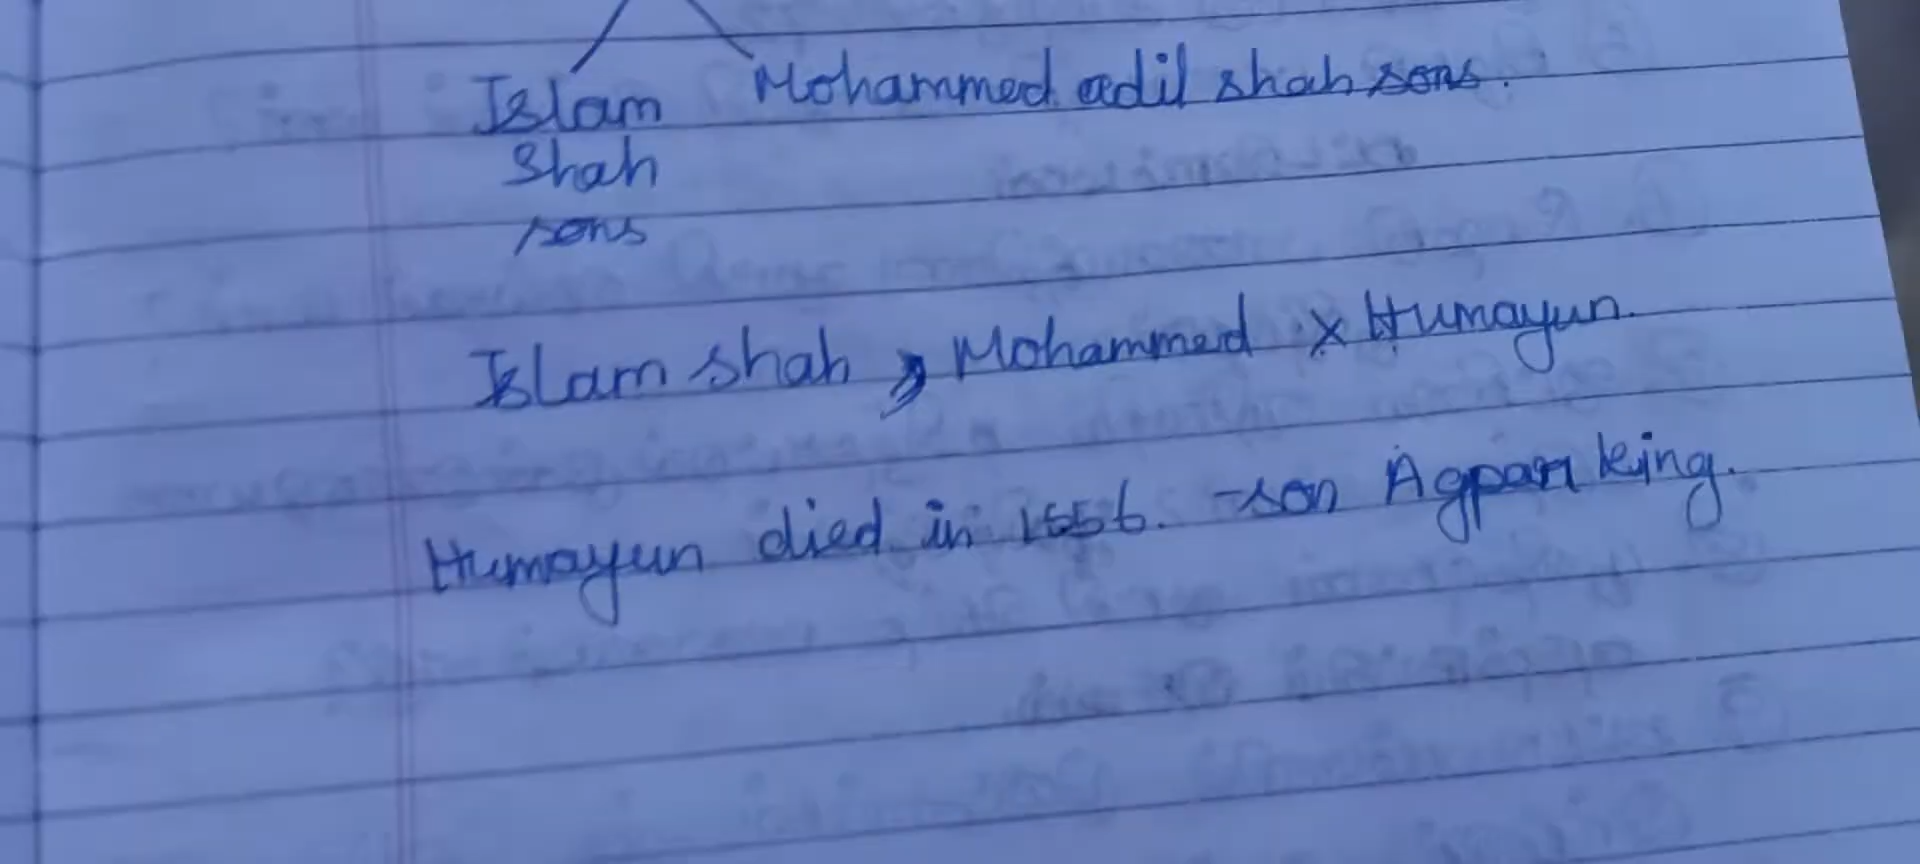 Islam Mohammed adil shah sons.
Shah
sons
Islam shah, Mohammed x Humayun.
Humayun died in 1556. - son Agpar king.